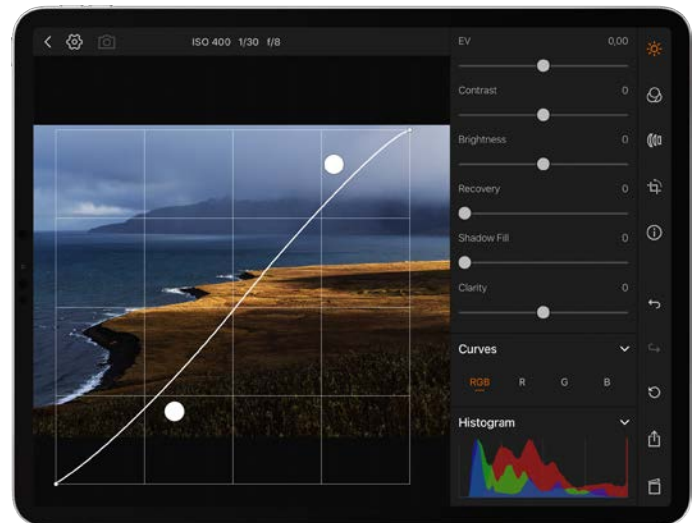 ISO 400 1/30 f/8
EV 0,00
Contrast 0
Brightness 0
Recovery 0
Shadow Fill 0
Clarity 0
Curves
RGB R G B
Histogram